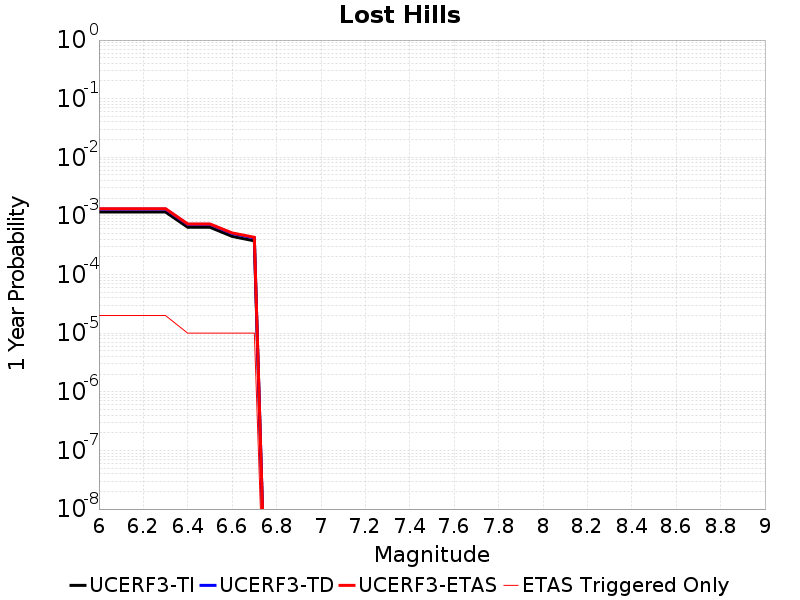 Lost Hills
10^0
10^-1
10^-2
10^-3
10^-4
10^-5
10^-6
10^-7
10^-8
1 Year Probability
6 6.2 6.4 6.6 6.8 7 7.2 7.4 7.6 7.8 8 8.2 8.4 8.6 8.8 9
Magnitude
UCERF3-TI UCERF3-TD UCERF3-ETAS ETAS Triggered Only